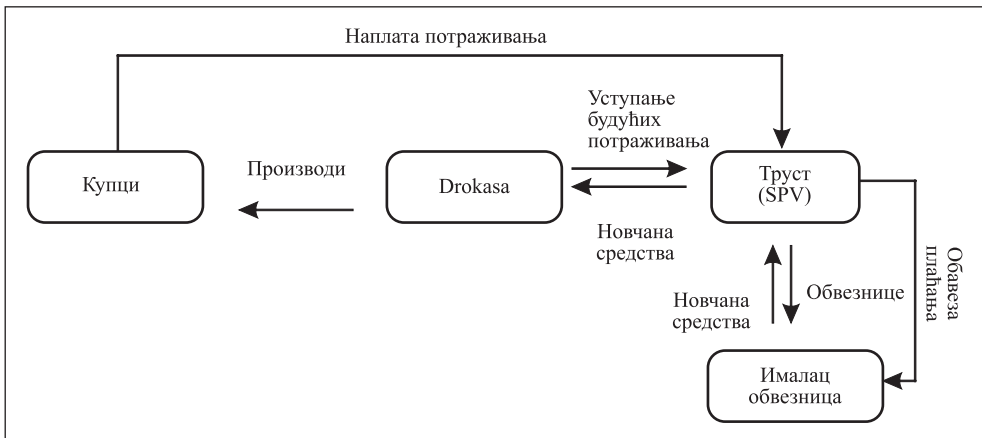 Наплата потраживања
Уступање
будућих
потраживања
Купци
Производи
Drokasa
Труст
(SPV)
Новчана
средства
Новчана
средства
Обвезнице
Обавеза
плаћања
Ималац
обвезница